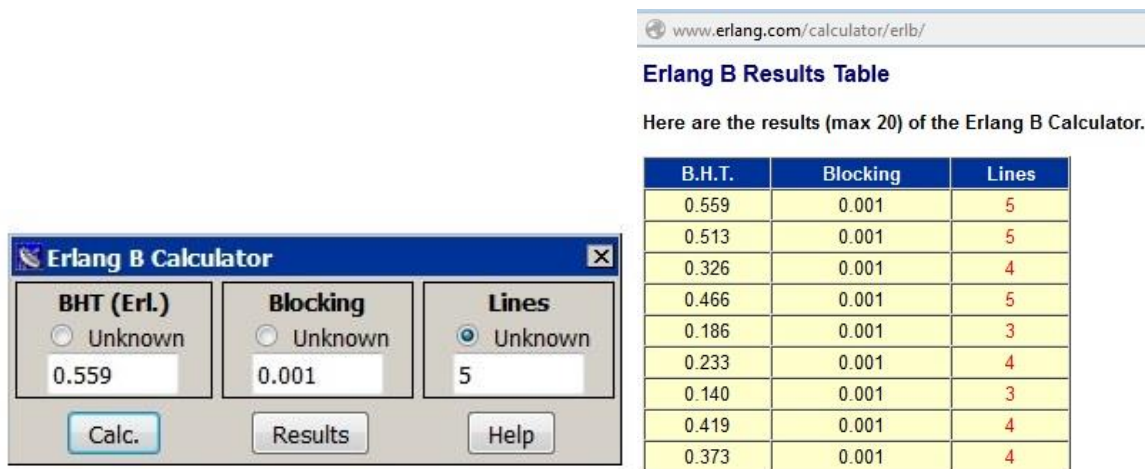 Erlang B Calculator
BHT (Erl.) Blocking Lines
Unknown Unknown Unknown
0.559 0.001 5
Calc. Results Help
www.erlang.com/calculator/erlb/
Erlang B Results Table
Here are the results (max 20) of the Erlang B Calculator.
B.H.T. Blocking Lines
0.559 0.001 5
0.513 0.001 5
0.326 0.001 4
0.466 0.001 5
0.186 0.001 3
0.233 0.001 4
0.140 0.001 3
0.419 0.001 4
0.373 0.001 4